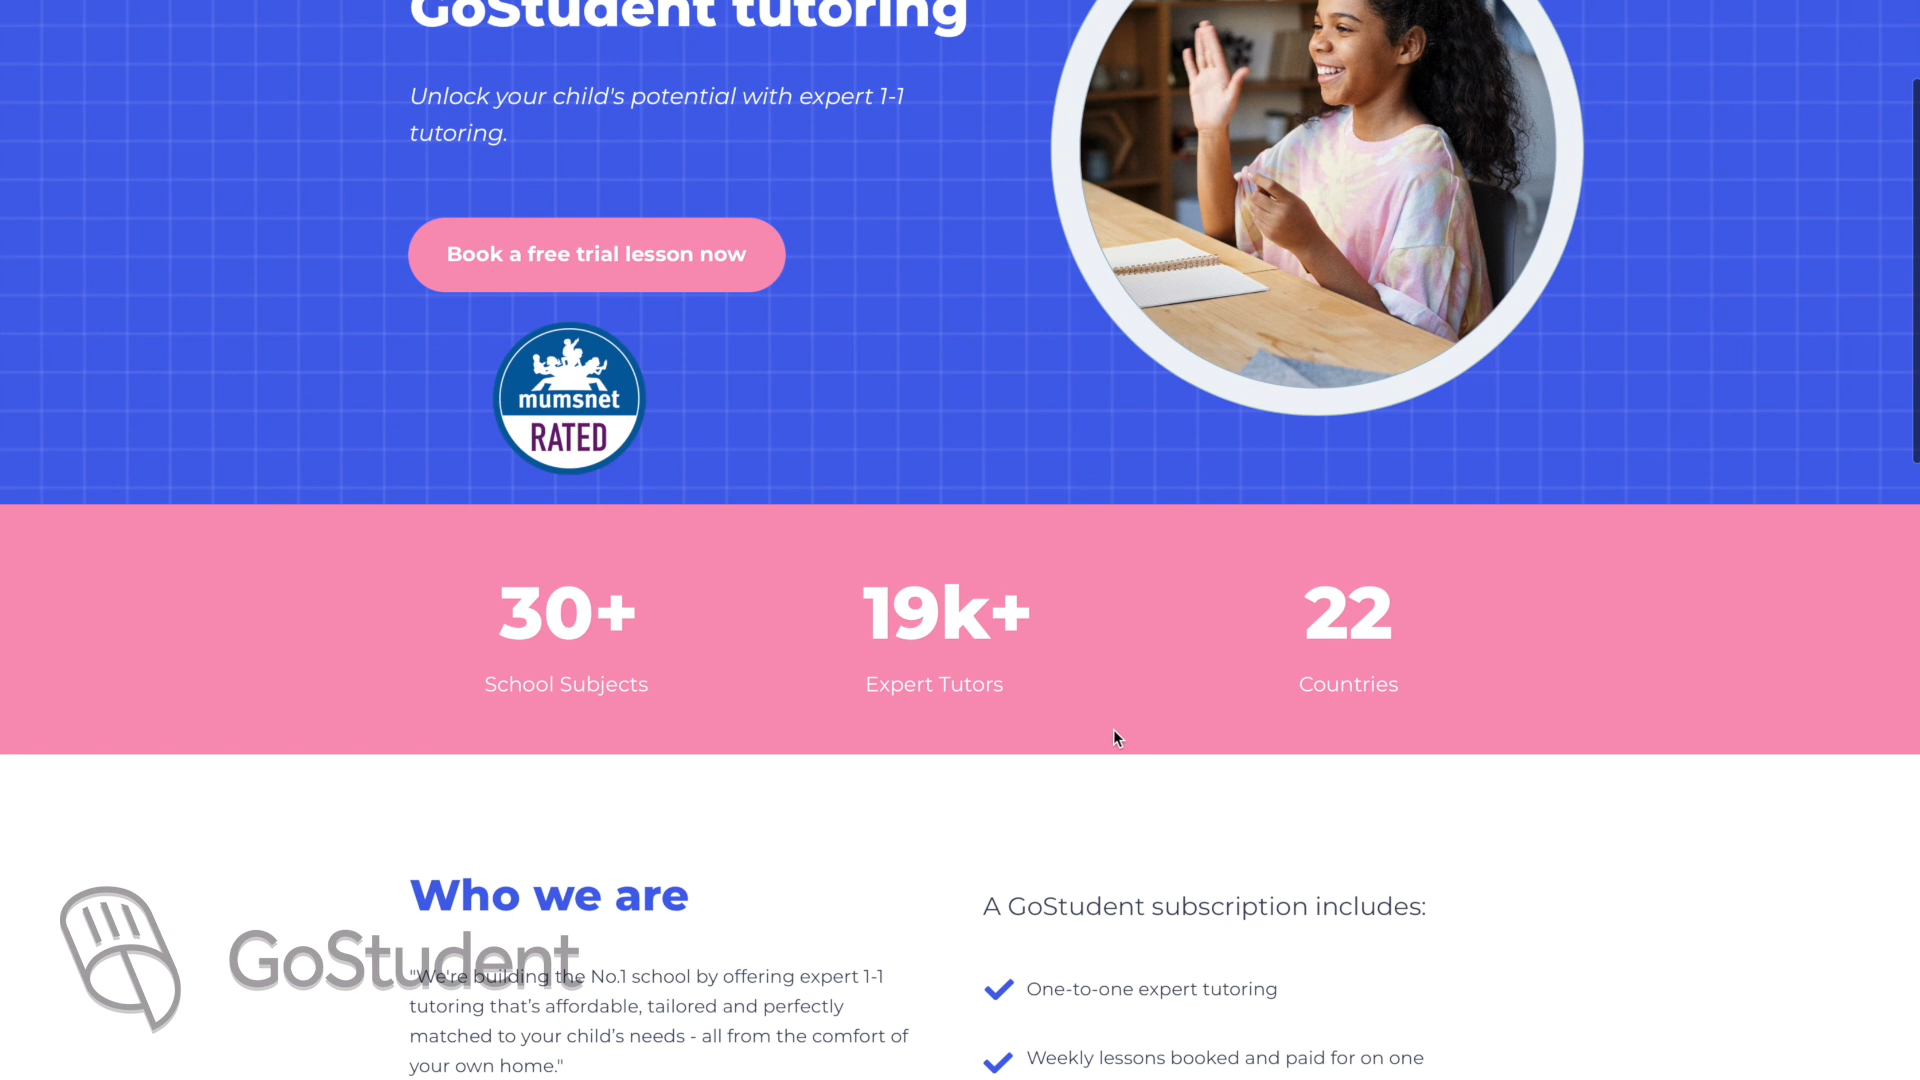 GoStudent tutoring
Unlock your child's potential with expert 1-1
tutoring.
Book a free trial lesson now
mumsnet
RATED
30+
School Subjects
19k+
Expert Tutors
22
Countries
Who we are
"We're building the No.1 school by offering expert 1-1
tutoring that’s affordable, tailored and perfectly
matched to your child’s needs - all from the comfort of
your own home."
A GoStudent subscription includes:
One-to-one expert tutoring
Weekly lessons booked and paid for on one
GoStudent